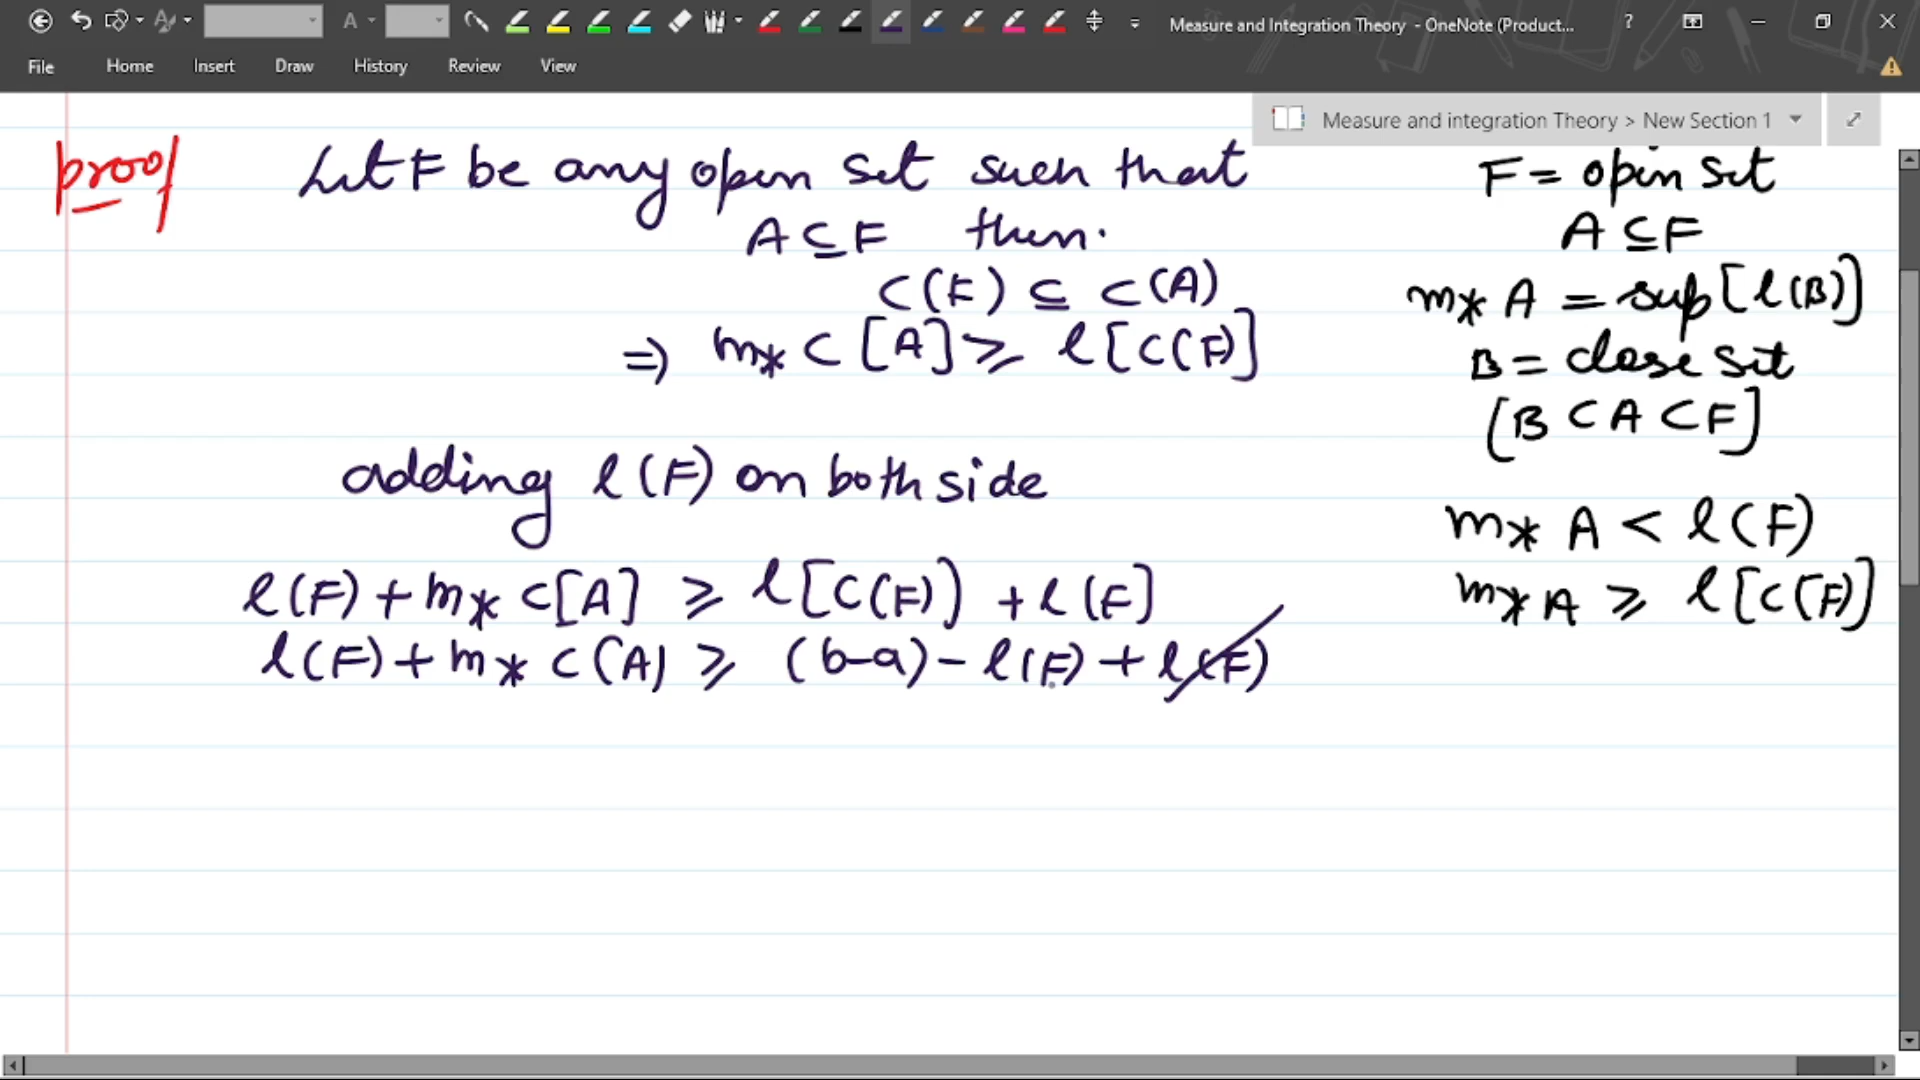 Measure and Integration Theory - OneNote (Product...
File Home Insert Draw History Review View
Measure and integration Theory > New Section 1
proof Let F be any open set such that
A ⊆ F then.
C(F) ⊆ C(A)
⇒ m* C[A] ⩾ l[C(F)]
adding l(F) on both side
l(F) + m* C[A] ⩾ l[C(F)] + l(F]
l(F) + m* C(A) ⩾ (b-a) - l(F) + l(F)
F = open set
A ⊆ F
m* A = sup[l(B)]
B = close set
[B ⊂ A ⊂ F]
m* A < l(F)
m* A ⩾ l[C(F)]